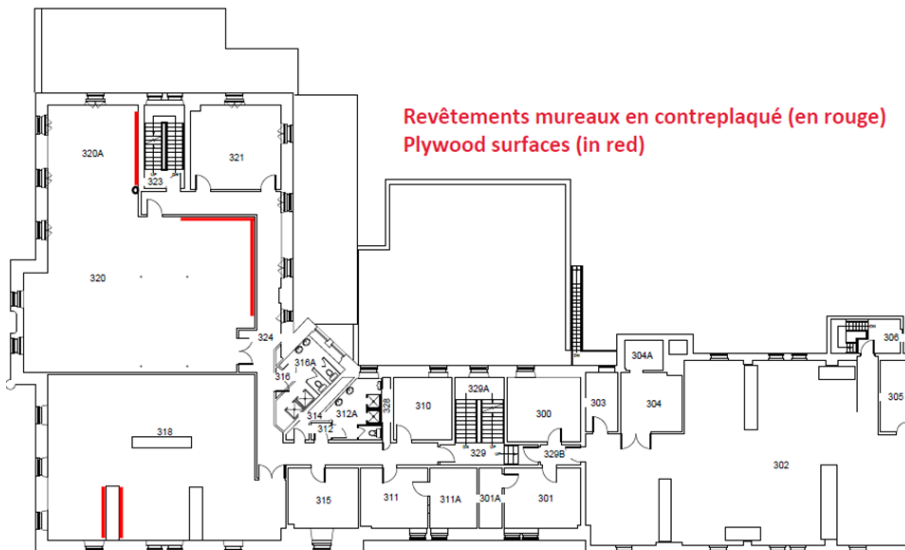 Revêtements mureaux en contreplaqué (en rouge)
Plywood surfaces (in red)
320A
323
321
320
324
316A
316
314
312A
312
328
310
329A
300
303
304A
304
306
305
318
329
329B
302
315
311
311A
301A
301